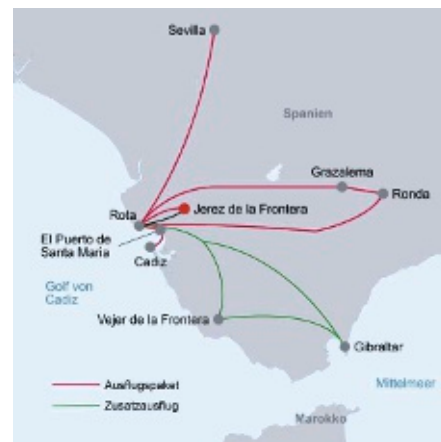 Sevilla
Spanien
Grazalema
Ronda
Jerez de la Frontera
Rota
El Puerto de
Santa Maria
Cadiz
Golf von
Cadiz
Vejer de la Frontera
Gibraltar
Mittelmeer
Ausflugspaket
Zusatzausflug
Marokko